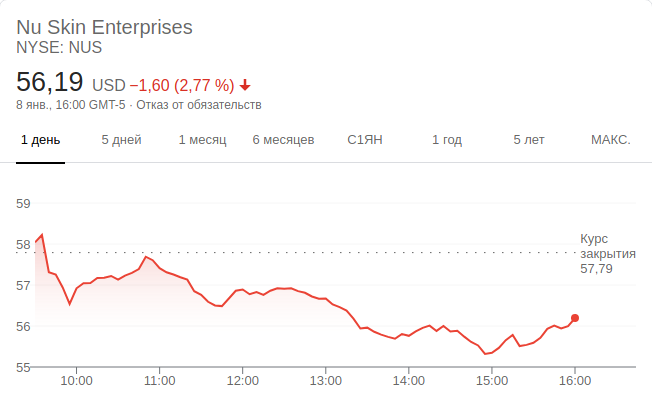 Nu Skin Enterprises
NYSE: NUS
56,19 USD −1,60 (2,77 %)
8 янв., 16:00 GMT-5 · Отказ от обязательств
1 день 5 дней 1 месяц 6 месяцев С1ЯН 1 год 5 лет МАКС.
59
58
57
56
55
Курс
закрытия
57,79
10:00 11:00 12:00 13:00 14:00 15:00 16:00